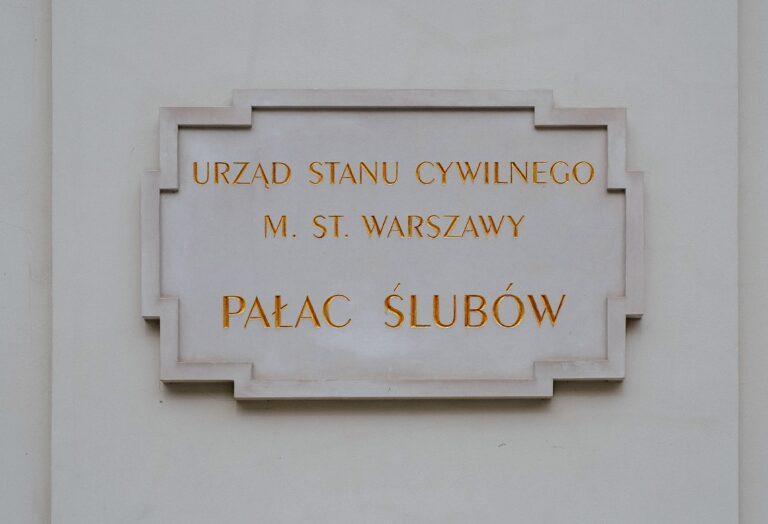 URZĄD STANU CYWILNEGO
M. ST. WARSZAWY
PAŁAC ŚLUBÓW